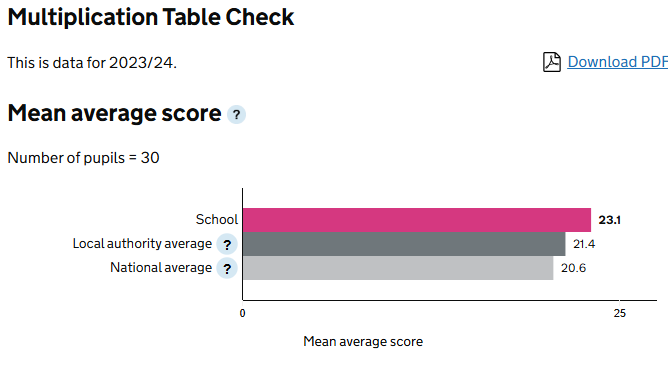 Multiplication Table Check
This is data for 2023/24.
Download PDF
Mean average score ?
Number of pupils = 30
School 23.1
Local authority average ? 21.4
National average ? 20.6
0 25
Mean average score